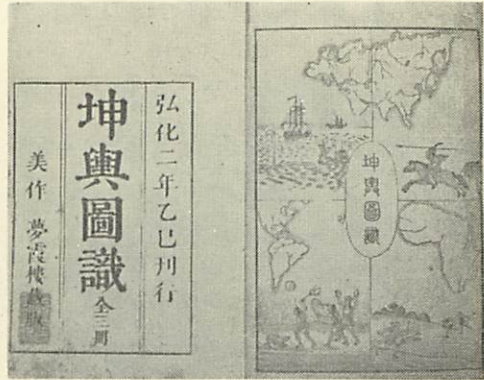 弘化二年乙巳刊行
坤輿圖識
全三冊
美作 夢霞樓藏版
坤輿圖識